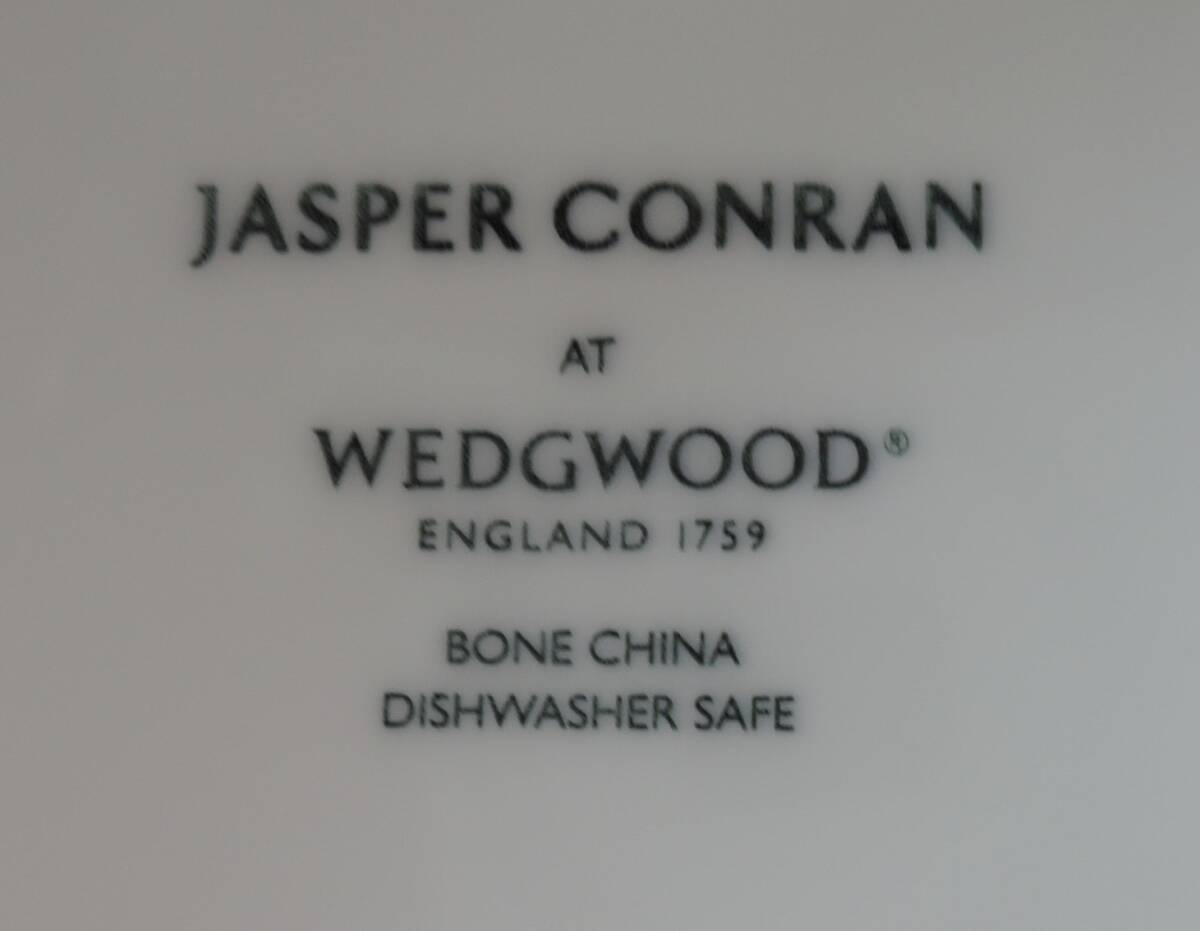 JASPER CONRAN
AT
WEDGWOOD®
ENGLAND 1759
BONE CHINA
DISHWASHER SAFE